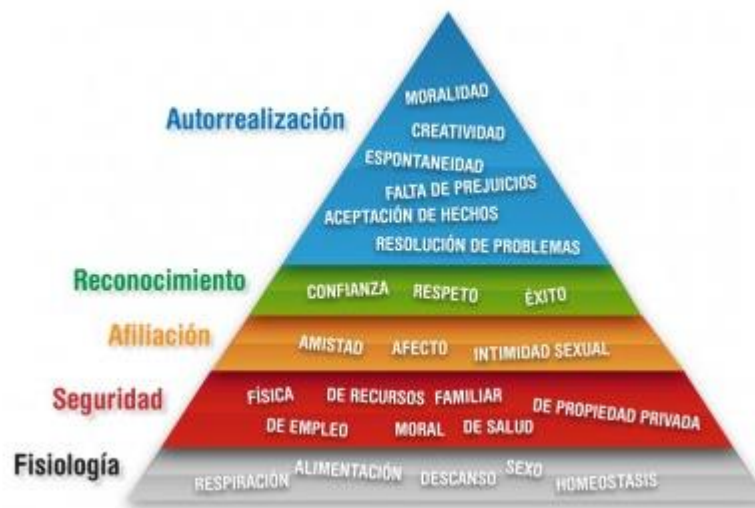 Autorrealización
MORALIDAD
CREATIVIDAD
ESPONTANEIDAD
FALTA DE PREJUICIOS
ACEPTACIÓN DE HECHOS
RESOLUCIÓN DE PROBLEMAS
Reconocimiento
CONFIANZA RESPETO ÉXITO
Afiliación
AMISTAD AFECTO INTIMIDAD SEXUAL
Seguridad
FÍSICA DE RECURSOS FAMILIAR DE PROPIEDAD PRIVADA
DE EMPLEO MORAL DE SALUD
Fisiología
RESPIRACIÓN ALIMENTACIÓN DESCANSO SEXO HOMEOSTASIS